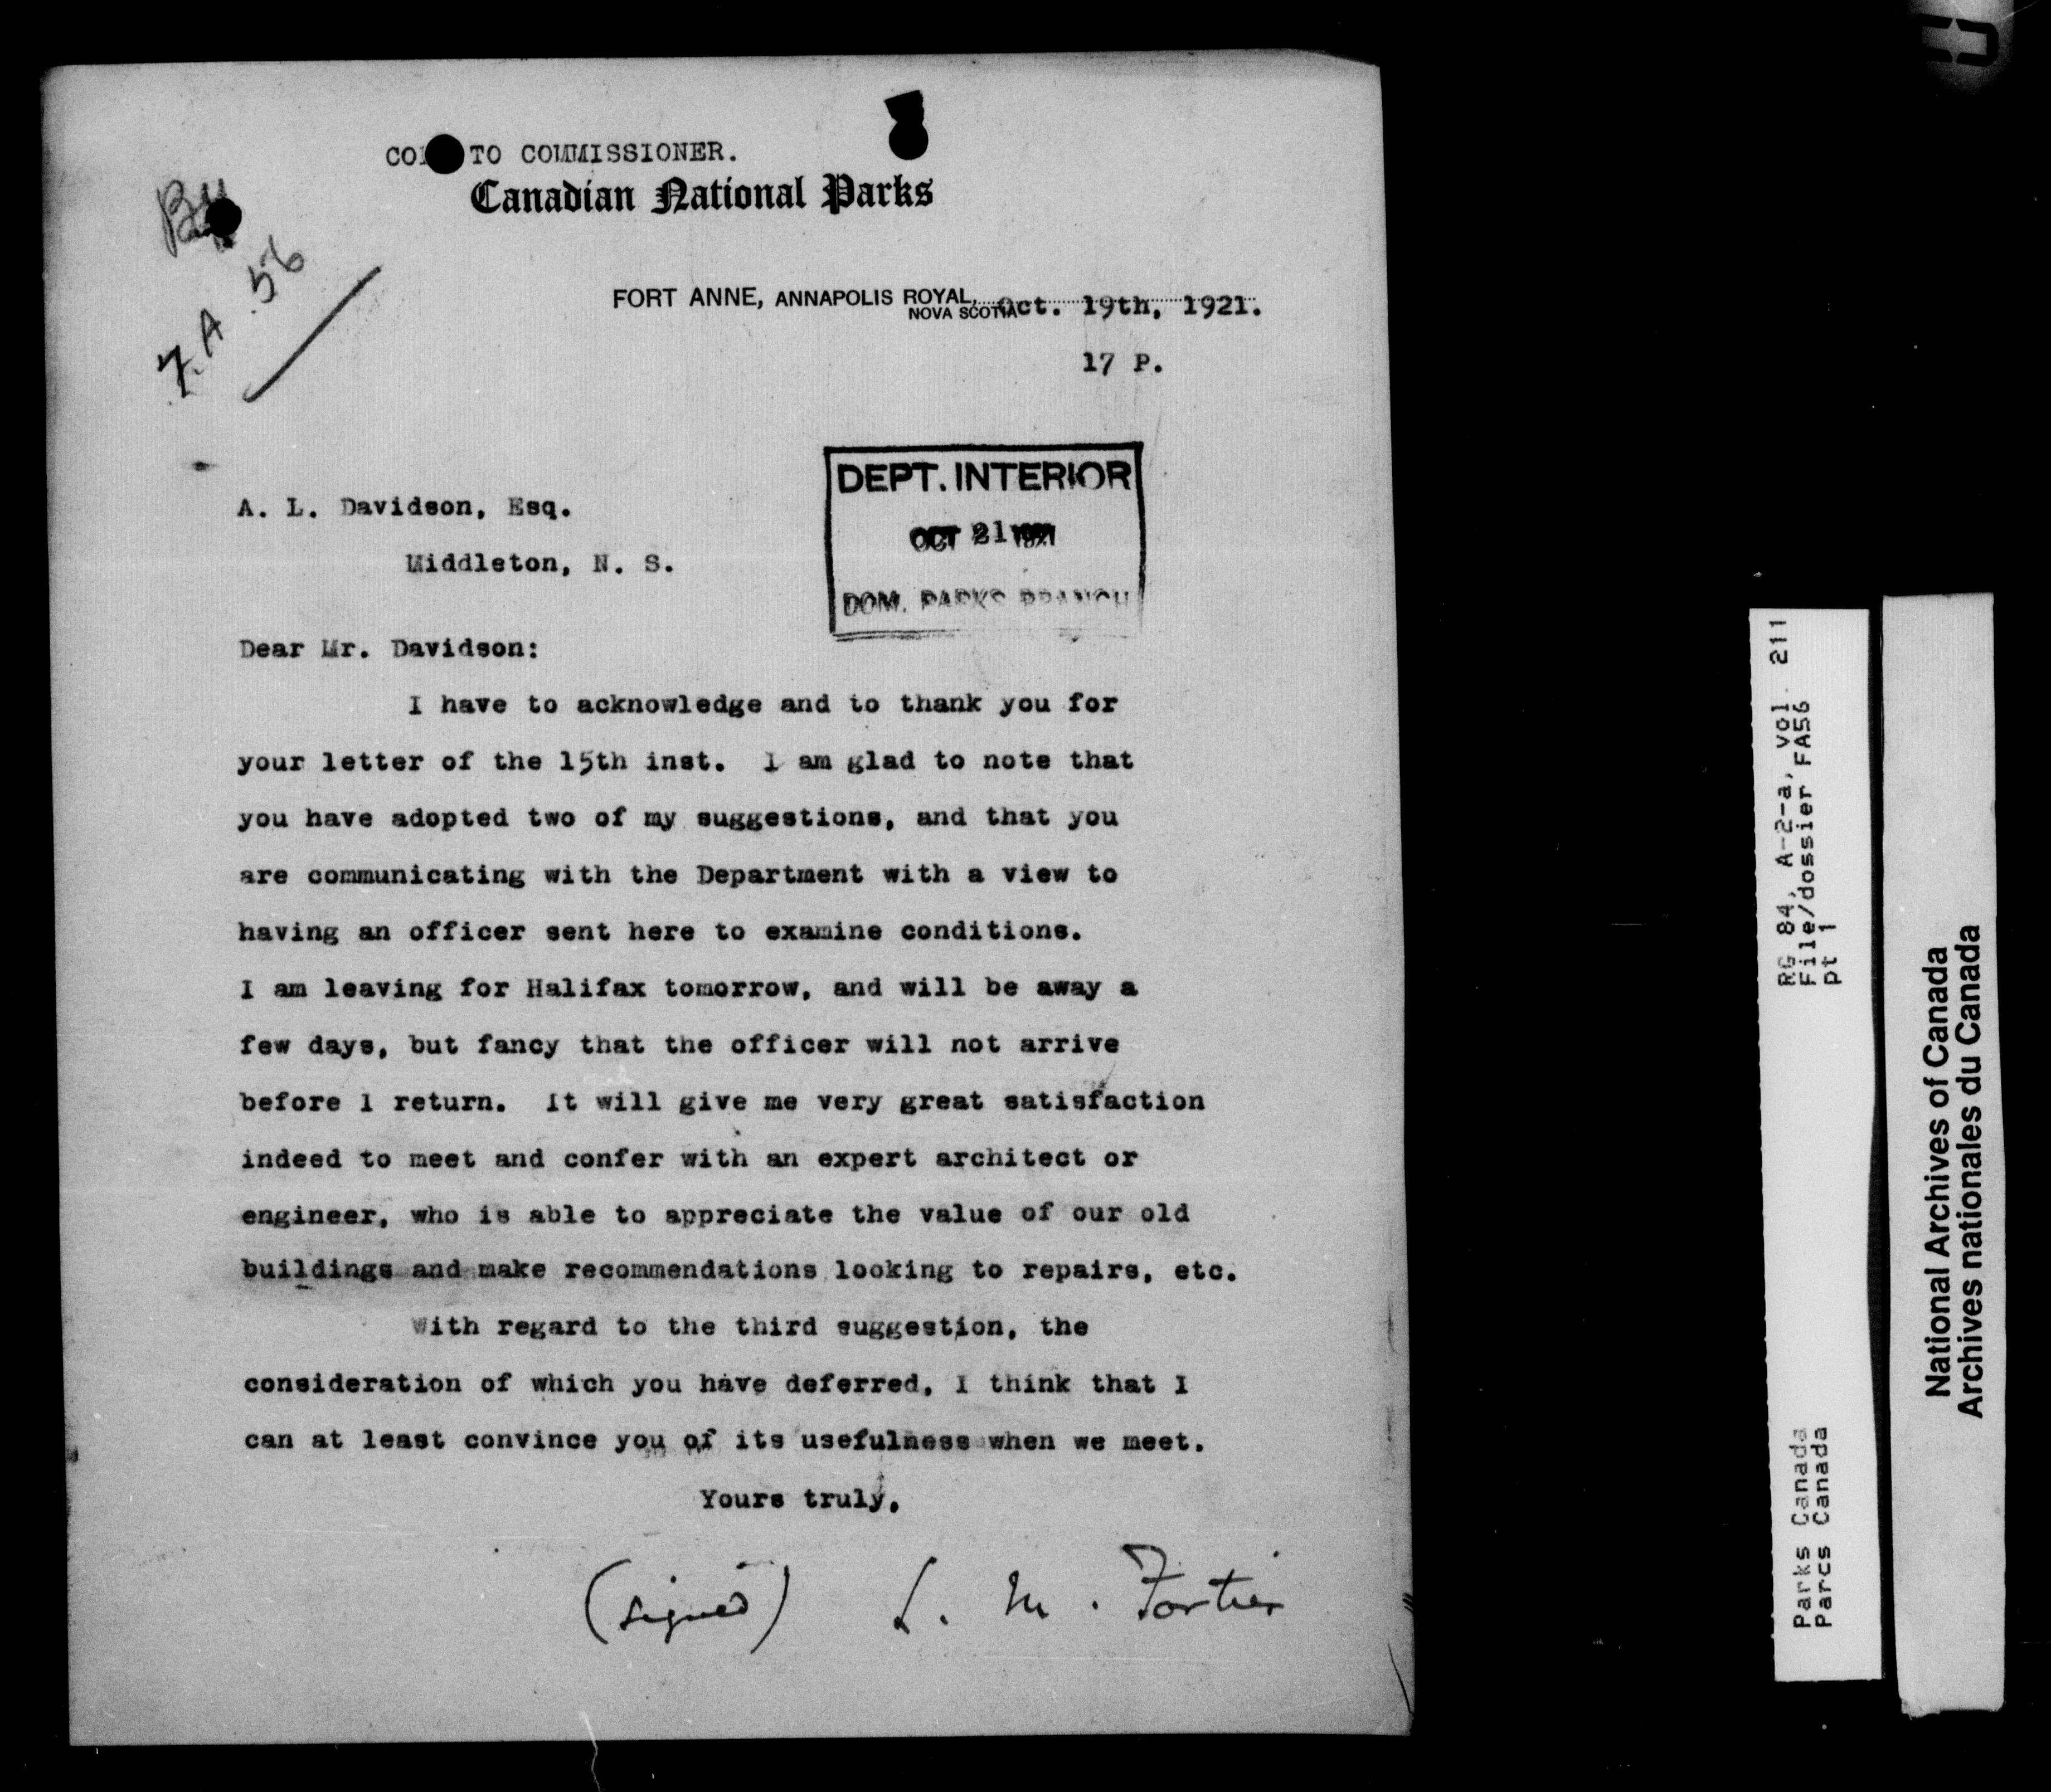 TO COMMISSIONER.
Canadian National Parks
F.A. 56
FORT ANNE, ANNAPOLIS ROYAL,
NOVA SCOTIA
Oct. 19th, 1921.
17 P.
DEPT. INTERIOR
OCT 21 1921
DOM. PARKS BRANCH
A. L. Davidson, Esq.
Middleton, N. S.
Dear Mr. Davidson:
I have to acknowledge and to thank you for
your letter of the 15th inst. I am glad to note that
you have adopted two of my suggestions, and that you
are communicating with the Department with a view to
having an officer sent here to examine conditions.
I am leaving for Halifax tomorrow, and will be away a
few days, but fancy that the officer will not arrive
before I return. It will give me very great satisfaction
indeed to meet and confer with an expert architect or
engineer, who is able to appreciate the value of our old
buildings and make recommendations looking to repairs, etc.
With regard to the third suggestion, the
consideration of which you have deferred, I think that I
can at least convince you of its usefulness when we meet.
Yours truly,
(signed) L. M. Fortier
RG 84, A-2-a, vol. 211
File/dossier FA56
pt 1
Parks Canada
Parcs Canada
National Archives of Canada
Archives nationales du Canada